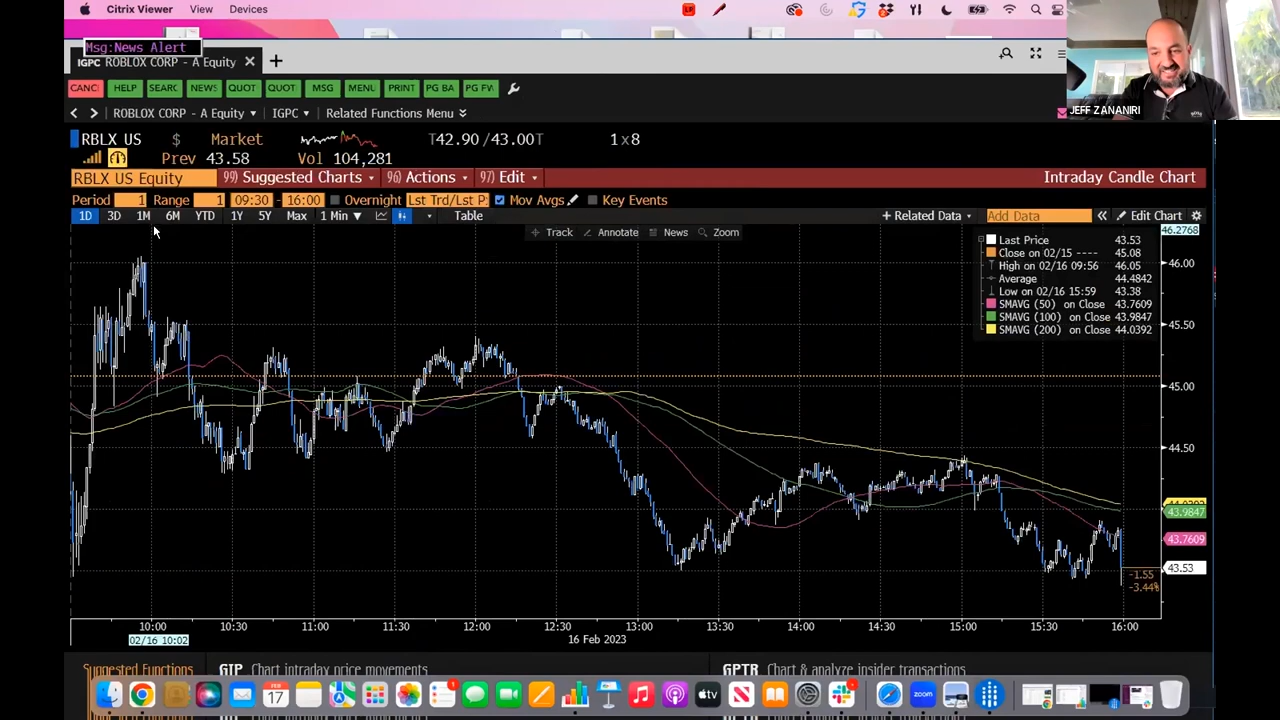 Citrix Viewer View Devices
Msg:News Alert
IGPC ROBLOX CORP - A Equity
CANC HELP SEARC NEWS QUOT QUOT MSG MENU PRINT PG BA PG FV
ROBLOX CORP - A Equity IGPC Related Functions Menu
JEFF ZANANIRI
RBLX US $ Market T42.90/43.00T 1x8
Prev 43.58 Vol 104,281
RBLX US Equity 99) Suggested Charts 96) Actions 97) Edit Intraday Candle Chart
Period 1 Range 1 09:30 - 16:00 Overnight Lst Trd/Lst P: Mov Avgs Key Events
1D 3D 1M 6M YTD 1Y 5Y Max 1 Min Table + Related Data Add Data Edit Chart
Track Annotate News Zoom
46.2768
Last Price 43.53
Close on 02/15 ---- 45.08
High on 02/16 09:56 46.05
Average 44.4842
Low on 02/16 15:59 43.38
SMAVG (50) on Close 43.7609
SMAVG (100) on Close 43.9847
SMAVG (200) on Close 44.0392
46.00
45.50
45.00
44.50
43.9847
43.7609
43.53
-1.55
-3.44%
10:00 10:30 11:00 11:30 12:00 12:30 13:00 13:30 14:00 14:30 15:00 15:30 16:00
02/16 10:02
16 Feb 2023
Suggested Functions GIP Chart intraday price movements GPTR Chart & analyze insider transactions
FEB
17
1
tv
zoom